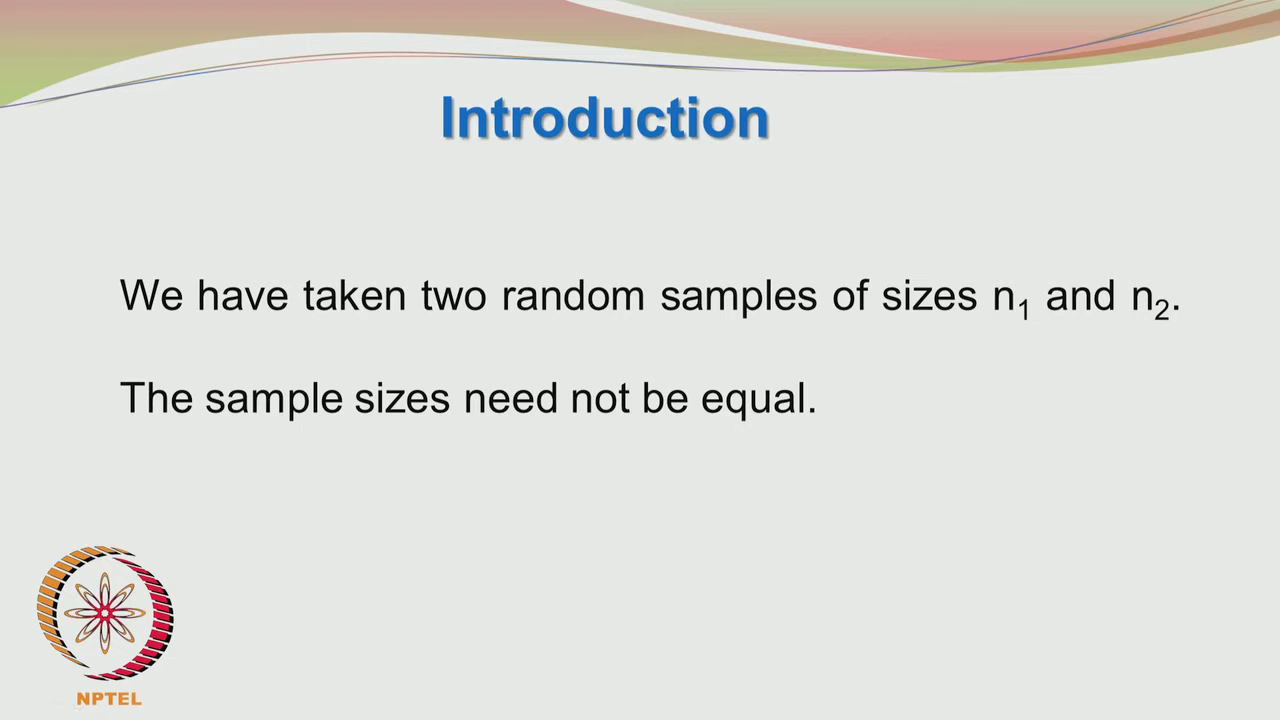 Introduction
We have taken two random samples of sizes n₁ and n₂.
The sample sizes need not be equal.
NPTEL